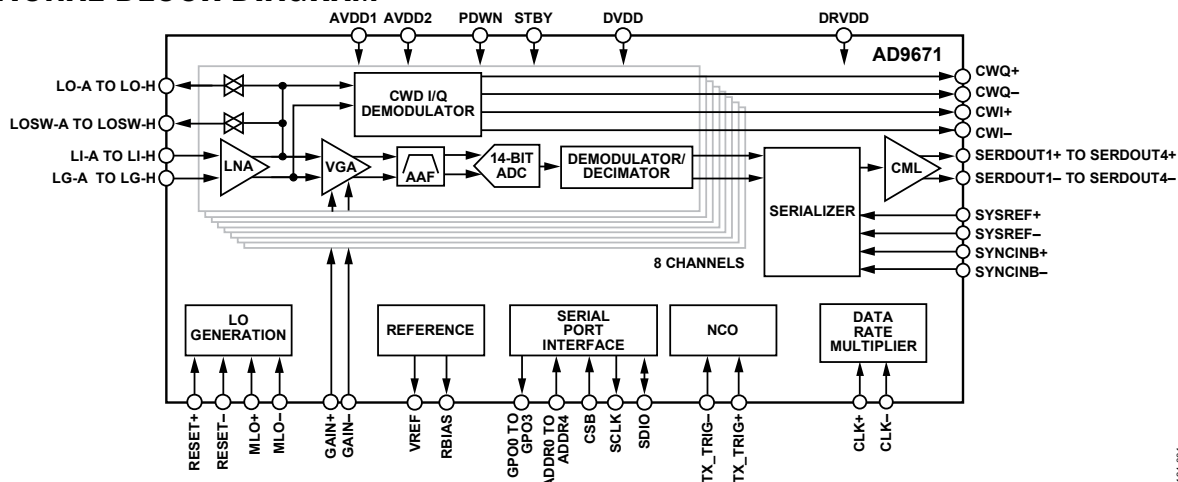 AVDD1 AVDD2 PDWN STBY DVDD DRVDD
AD9671
LO-A TO LO-H
LOSW-A TO LOSW-H
LI-A TO LI-H
LG-A TO LG-H
LNA
CWD I/Q
DEMODULATOR
VGA
AAF
14-BIT
ADC
DEMODULATOR/
DECIMATOR
8 CHANNELS
SERIALIZER
CML
CWQ+
CWQ–
CWI+
CWI–
SERDOUT1+ TO SERDOUT4+
SERDOUT1– TO SERDOUT4–
SYSREF+
SYSREF–
SYNCINB+
SYNCINB–
LO
GENERATION
REFERENCE
SERIAL
PORT
INTERFACE
NCO
DATA
RATE
MULTIPLIER
RESET+
RESET–
MLO+
MLO–
GAIN+
GAIN–
VREF
RBIAS
GPO0 TO
GPO3
ADDR0 TO
ADDR4
CSB
SCLK
SDIO
TX_TRIG–
TX_TRIG+
CLK+
CLK–